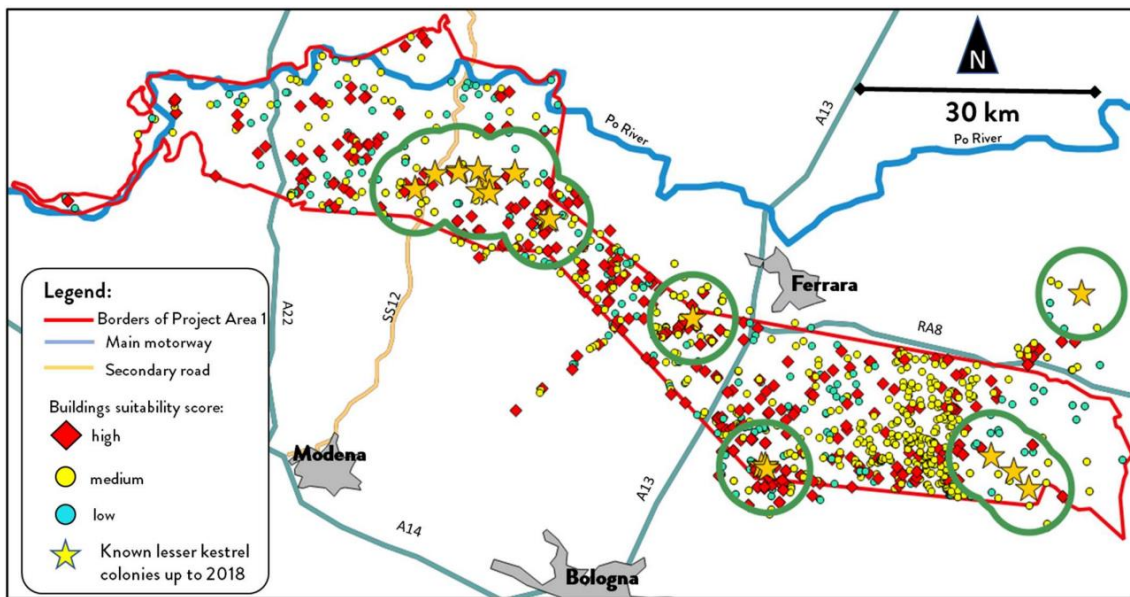 N
30 km
A13
Po River
Po River
A22
SS12
Ferrara
RA8
Legend:
Borders of Project Area 1
Main motorway
Secondary road
Buildings suitability score:
high
medium
low
Known lesser kestrel
colonies up to 2018
Modena
A14
A13
Bologna